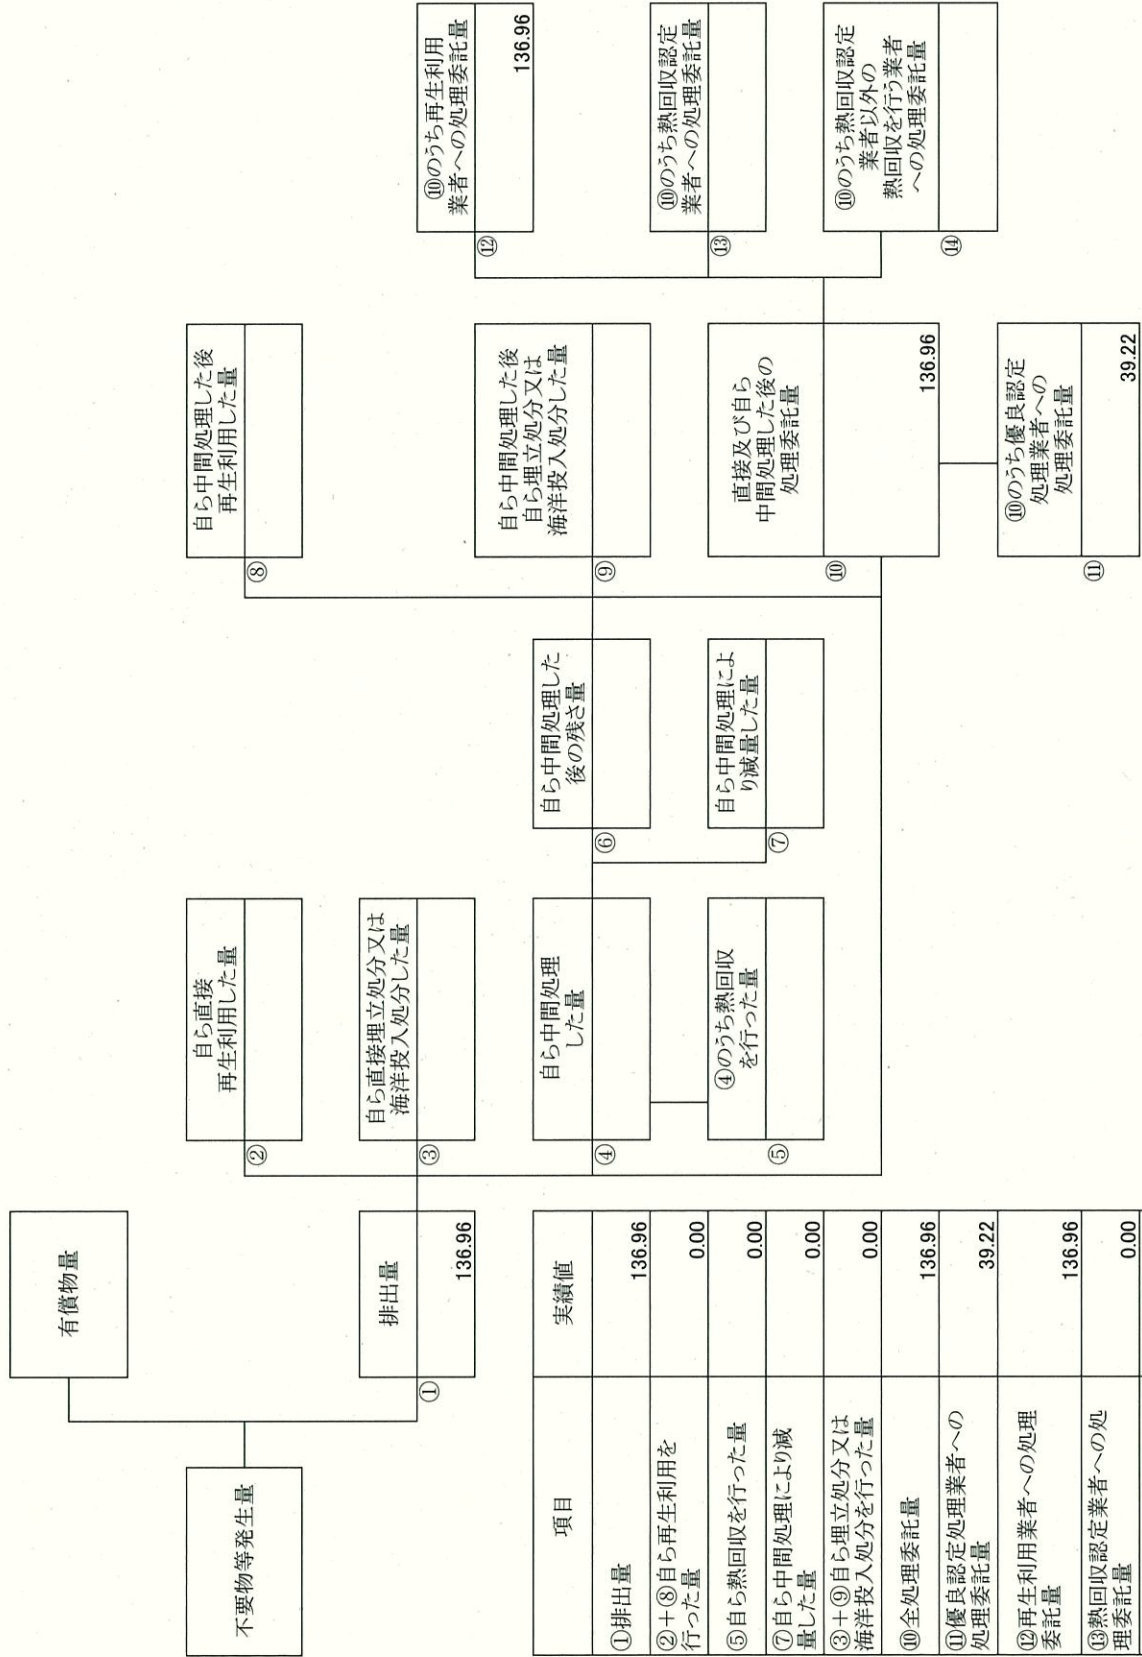 有償物量
不要物等発生量
排出量
①
136.96
自ら直接
再生利用した量
②
自ら直接埋立処分又は
海洋投入処分した量
③
自ら中間処理
した量
④
④のうち熱回収
を行った量
⑤
自ら中間処理した
後の残さ量
⑥
自ら中間処理によ
り減量した量
⑦
自ら中間処理した後
再生利用した量
⑧
自ら中間処理した後
自ら埋立処分又は
海洋投入処分した量
⑨
直接及び自ら
中間処理した後の
処理委託量
⑩
136.96
⑩のうち優良認定
処理業者への
処理委託量
⑪
39.22
⑩のうち再生利用
業者への処理委託量
⑫
136.96
⑩のうち熱回収認定
業者への処理委託量
⑬
⑩のうち熱回収認定
業者以外の
熱回収を行う業者
への処理委託量
⑭
項目 実績値
①排出量 136.96
②+⑧自ら再生利用を
行った量 0.00
⑤自ら熱回収を行った量 0.00
⑦自ら中間処理により減
量した量 0.00
③+⑨自ら埋立処分又は
海洋投入処分を行った量 0.00
⑩全処理委託量 136.96
⑪優良認定処理業者への
処理委託量 39.22
⑫再生利用業者への処理
委託量 136.96
⑬熱回収認定業者への処
理委託量 0.00